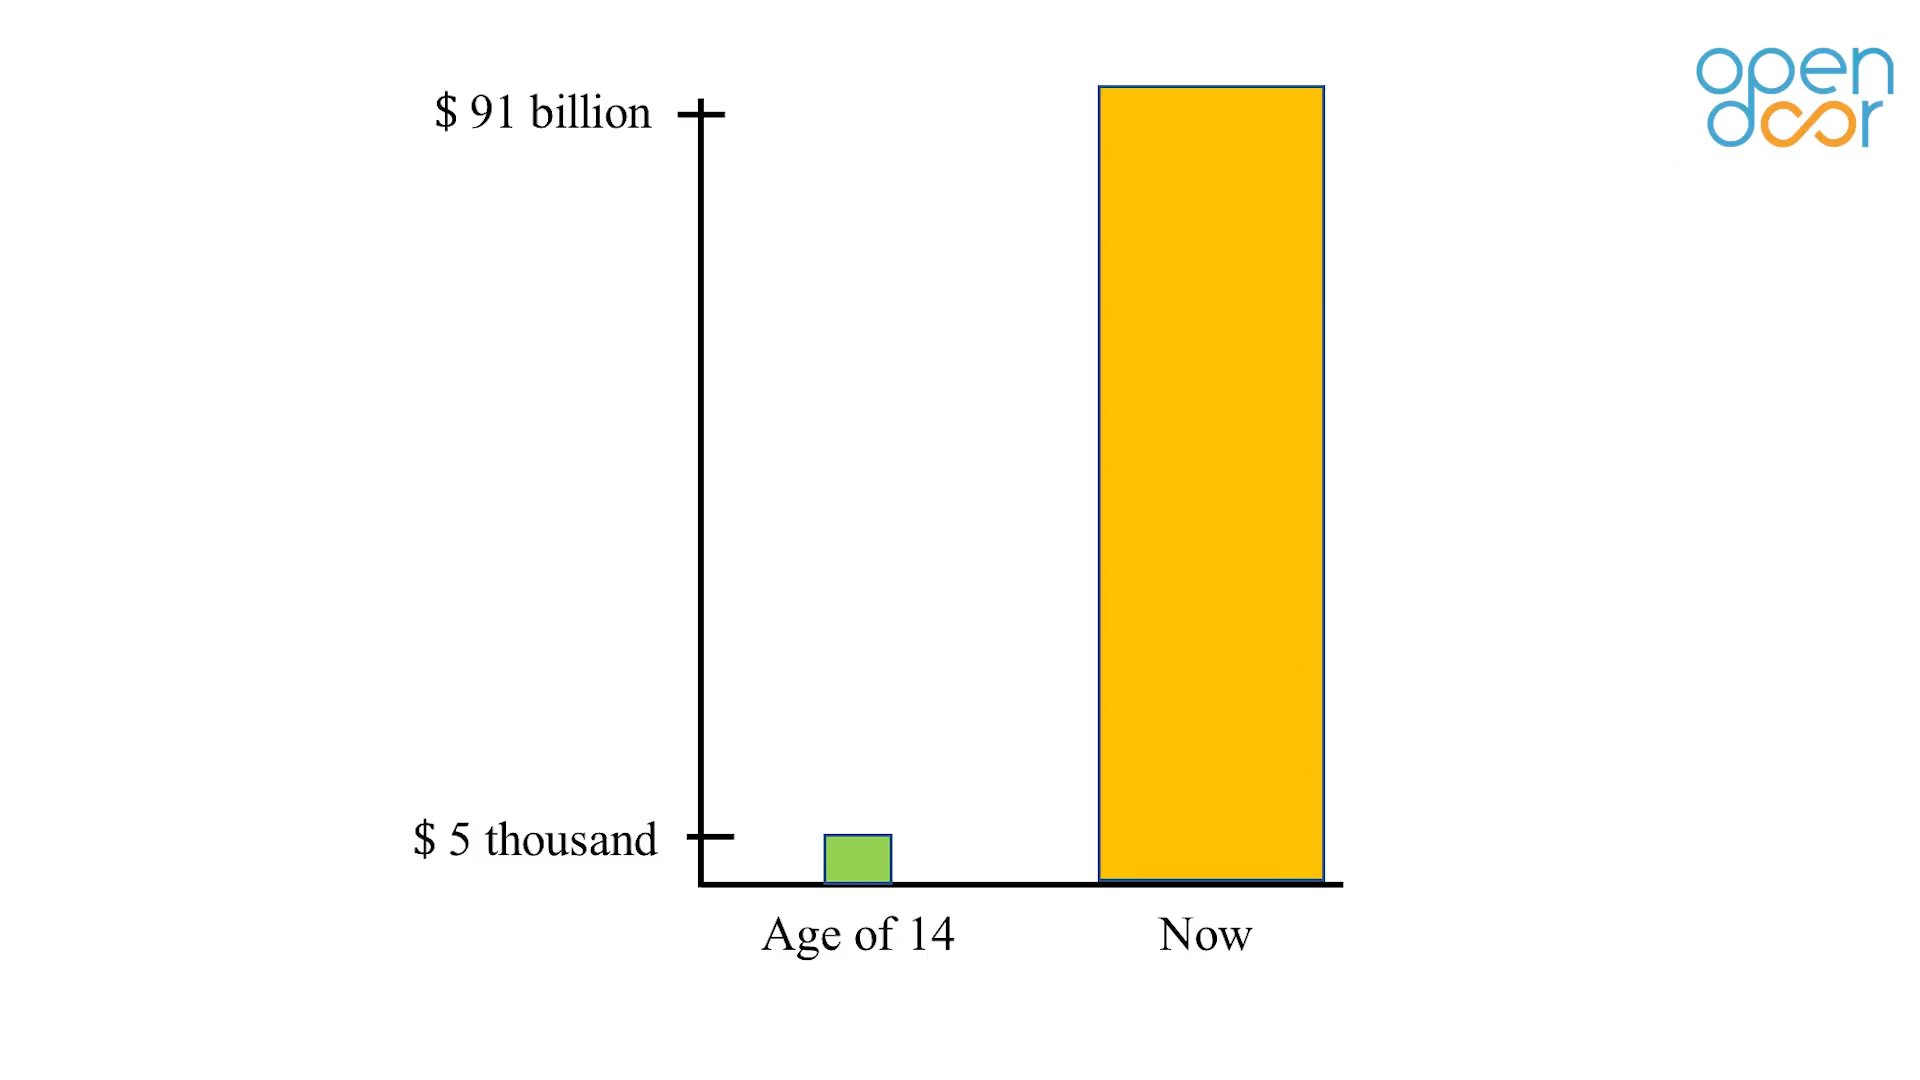 open
door
$ 91 billion
$ 5 thousand
Age of 14
Now